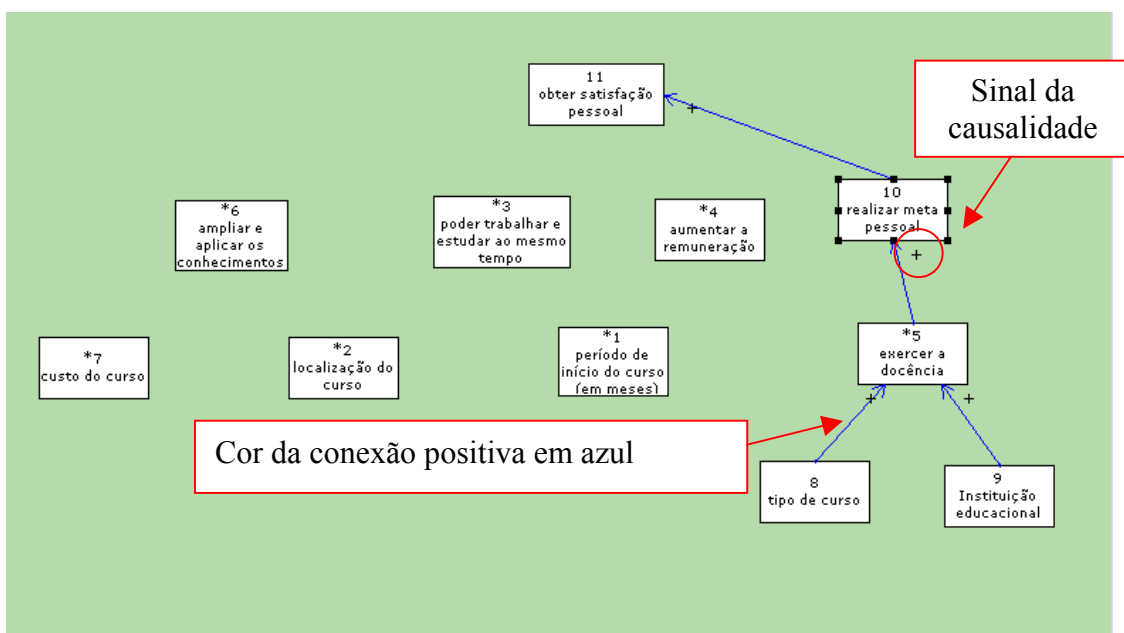 11
obter satisfação
pessoal
+
Sinal da
causalidade
10
realizar meta
pessoal
+
*6
ampliar e
aplicar os
conhecimentos
*3
poder trabalhar e
estudar ao mesmo
tempo
*4
aumentar a
remuneração
*7
custo do curso
*2
localização do
curso
*1
período de
início do curso
(em meses)
*5
exercer a
docência
+
+
Cor da conexão positiva em azul
8
tipo de curso
9
Instituição
educacional